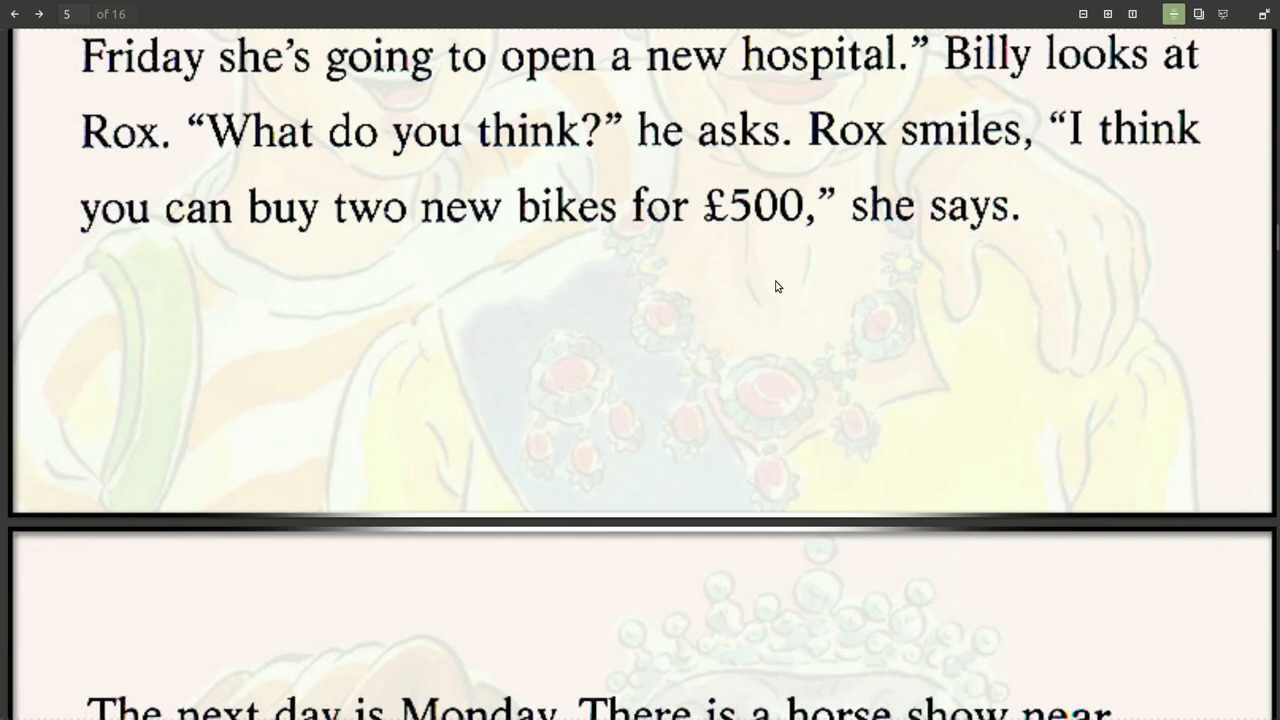 5 of 16
Friday she's going to open a new hospital.” Billy looks at
Rox. “What do you think?” he asks. Rox smiles, “I think
you can buy two new bikes for £500,” she says.
The next day is Monday. There is a horse show near